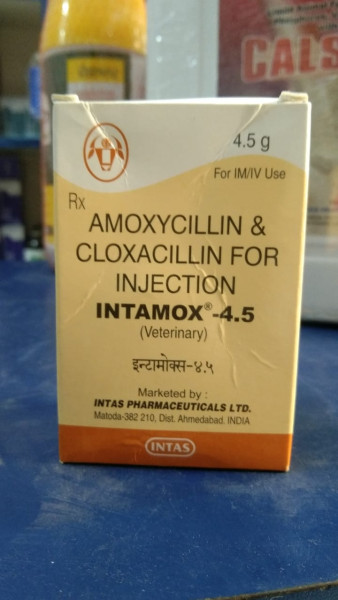 CALS
4.5 g
For IM/IV Use
Rx
AMOXYCILLIN &
CLOXACILLIN FOR
INJECTION
INTAMOX®-4.5
(Veterinary)
इन्टामोक्स-४.५
Marketed by :
INTAS PHARMACEUTICALS LTD.
Matoda-382 210, Dist. Ahmedabad. INDIA
INTAS